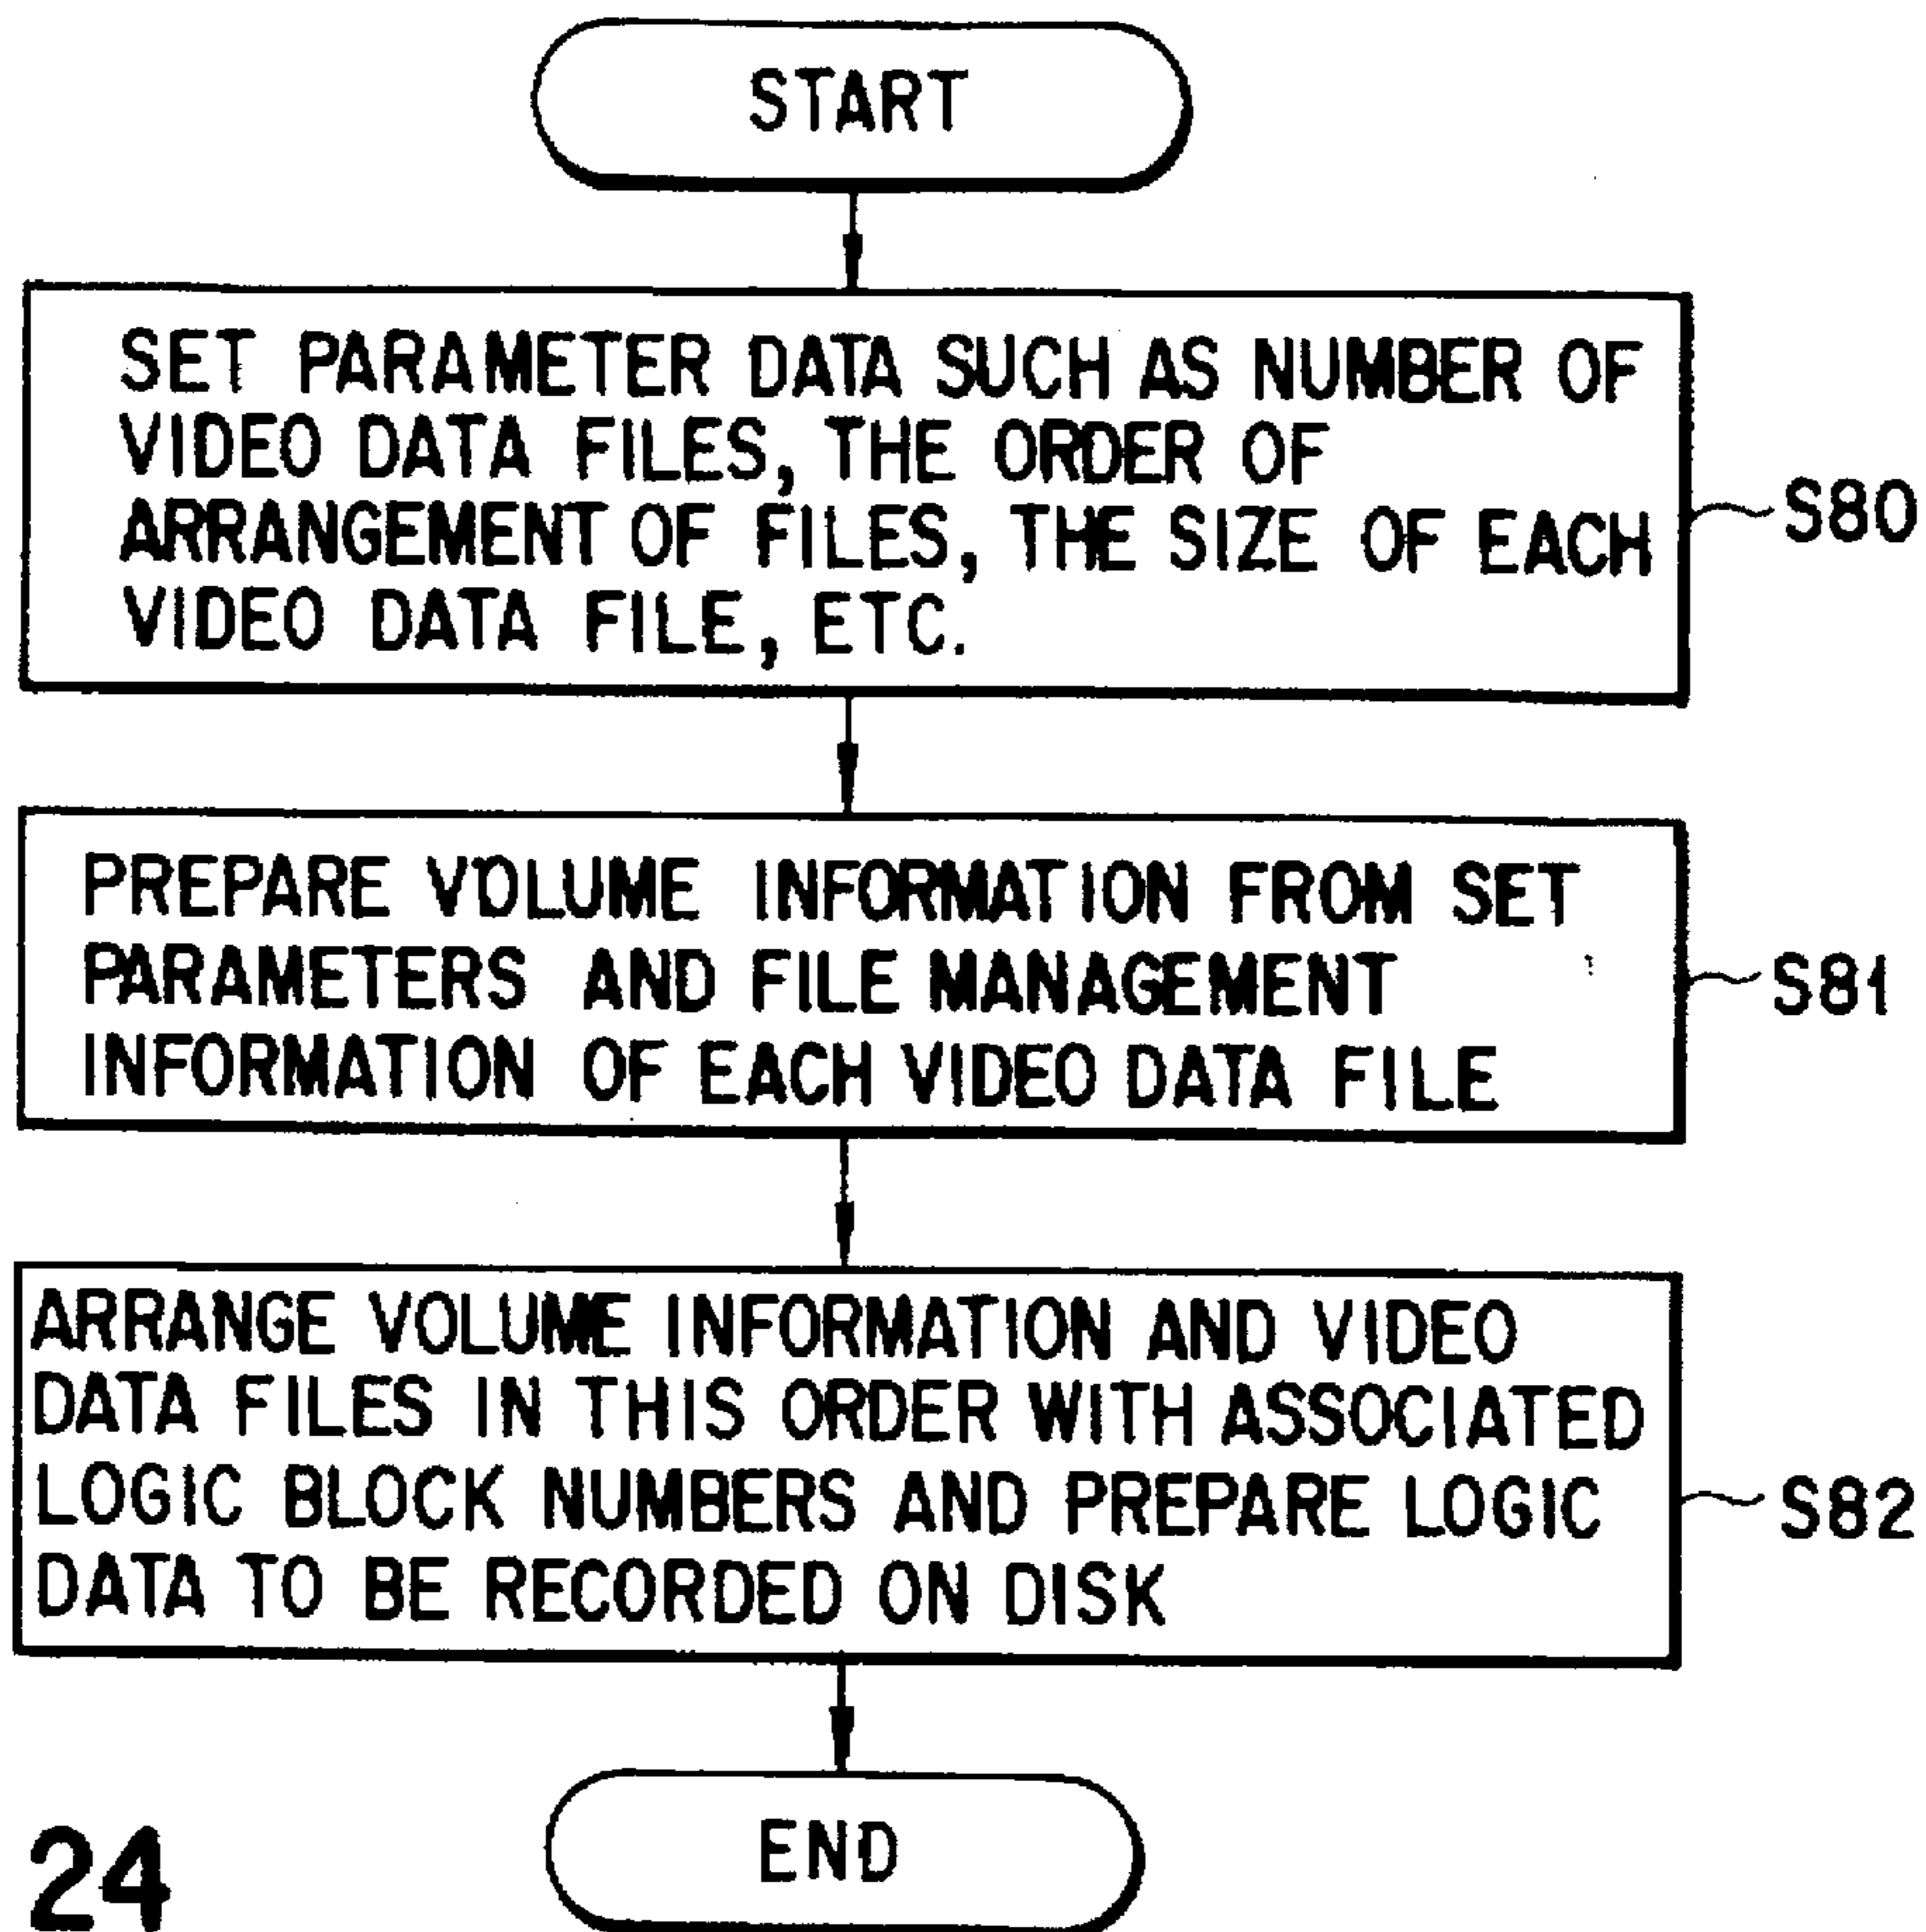 START
SET PARAMETER DATA SUCH AS NUMBER OF
VIDEO DATA FILES, THE ORDER OF
ARRANGEMENT OF FILES, THE SIZE OF EACH
VIDEO DATA FILE, ETC.
S80
PREPARE VOLUME INFORMATION FROM SET
PARAMETERS AND FILE MANAGEMENT
INFORMATION OF EACH VIDEO DATA FILE
S81
ARRANGE VOLUME INFORMATION AND VIDEO
DATA FILES IN THIS ORDER WITH ASSOCIATED
LOGIC BLOCK NUMBERS AND PREPARE LOGIC
DATA TO BE RECORDED ON DISK
S82
END
24